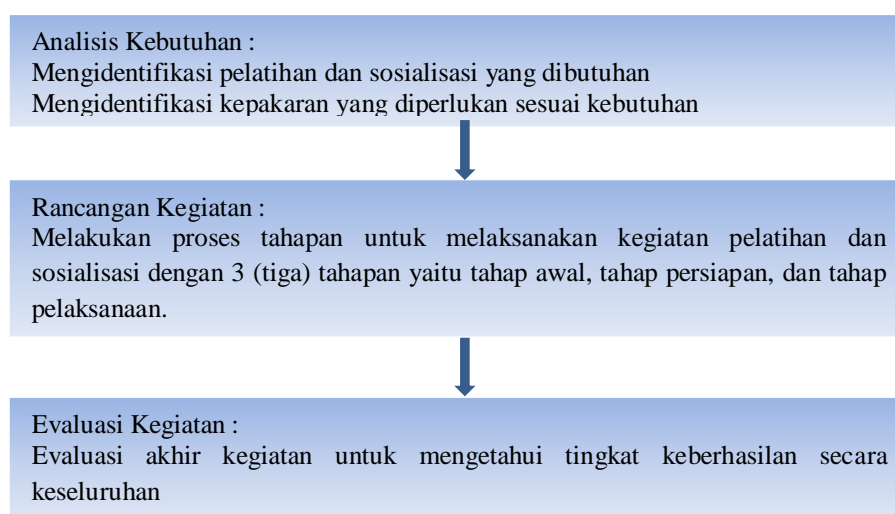 Analisis Kebutuhan :
Mengidentifikasi pelatihan dan sosialisasi yang dibutuhan
Mengidentifikasi kepakaran yang diperlukan sesuai kebutuhan
Rancangan Kegiatan :
Melakukan proses tahapan untuk melaksanakan kegiatan pelatihan dan
sosialisasi dengan 3 (tiga) tahapan yaitu tahap awal, tahap persiapan, dan tahap
pelaksanaan.
Evaluasi Kegiatan :
Evaluasi akhir kegiatan untuk mengetahui tingkat keberhasilan secara
keseluruhan